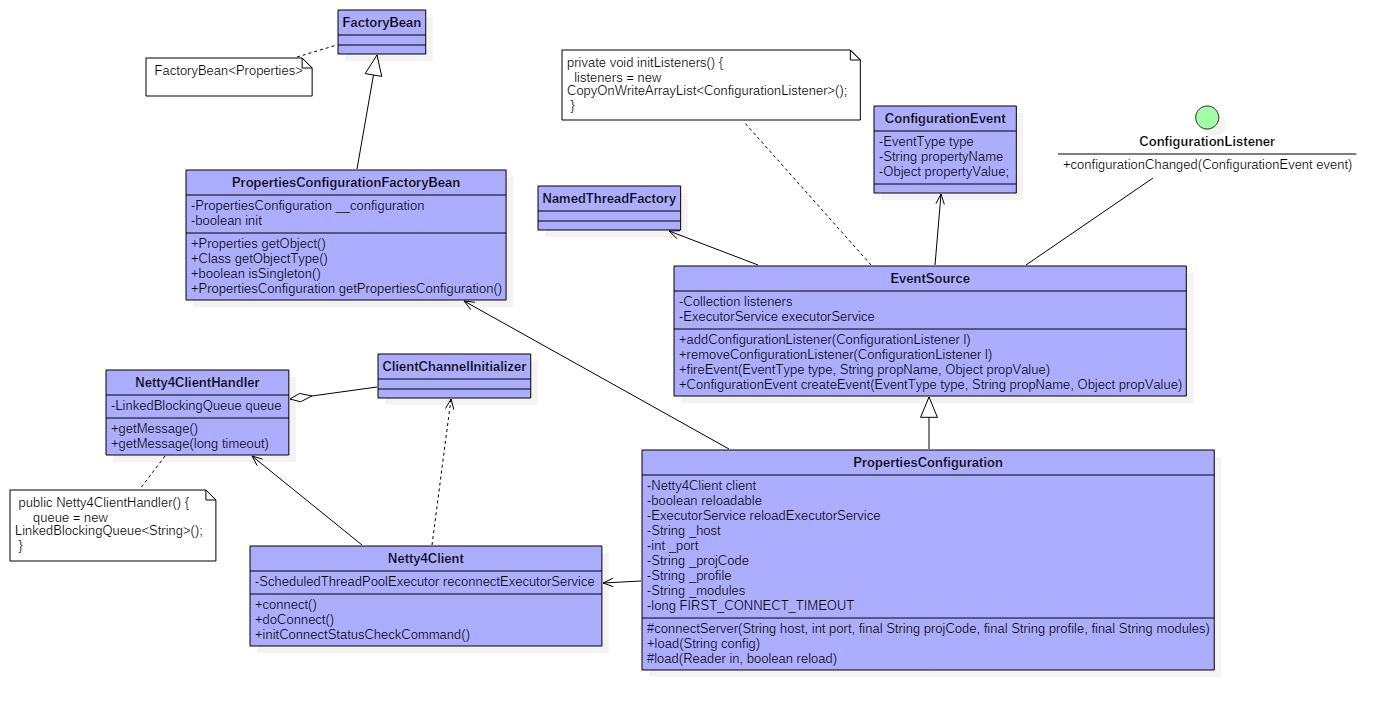 FactoryBean
FactoryBean<Properties>
private void initListeners() {
listeners = new
CopyOnWriteArrayList<ConfigurationListener>();
}
ConfigurationEvent
-EventType type
-String propertyName
-Object propertyValue;
ConfigurationListener
+configurationChanged(ConfigurationEvent event)
PropertiesConfigurationFactoryBean
-PropertiesConfiguration __configuration
-boolean init
+Properties getObject()
+Class getObjectType()
+boolean isSingleton()
+PropertiesConfiguration getPropertiesConfiguration()
NamedThreadFactory
EventSource
-Collection listeners
-ExecutorService executorService
+addConfigurationListener(ConfigurationListener l)
+removeConfigurationListener(ConfigurationListener l)
+fireEvent(EventType type, String propName, Object propValue)
+ConfigurationEvent createEvent(EventType type, String propName, Object propValue)
ClientChannelInitializer
Netty4ClientHandler
-LinkedBlockingQueue queue
+getMessage()
+getMessage(long timeout)
public Netty4ClientHandler() {
queue = new
LinkedBlockingQueue<String>();
}
Netty4Client
-ScheduledThreadPoolExecutor reconnectExecutorService
+connect()
+doConnect()
+initConnectStatusCheckCommand()
PropertiesConfiguration
-Netty4Client client
-boolean reloadable
-ExecutorService reloadExecutorService
-String _host
-int _port
-String _projCode
-String _profile
-String _modules
-long FIRST_CONNECT_TIMEOUT
#connectServer(String host, int port, final String projCode, final String profile, final String modules)
+load(String config)
#load(Reader in, boolean reload)